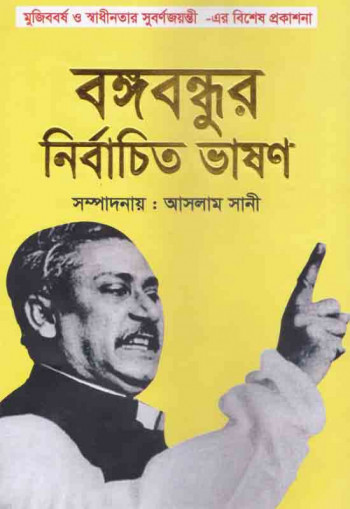 মুজিববর্ষ ও স্বাধীনতার সুবর্ণজয়ন্তী -এর বিশেষ প্রকাশনা
বঙ্গবন্ধুর
নির্বাচিত ভাষণ
সম্পাদনায় : আসলাম সানী